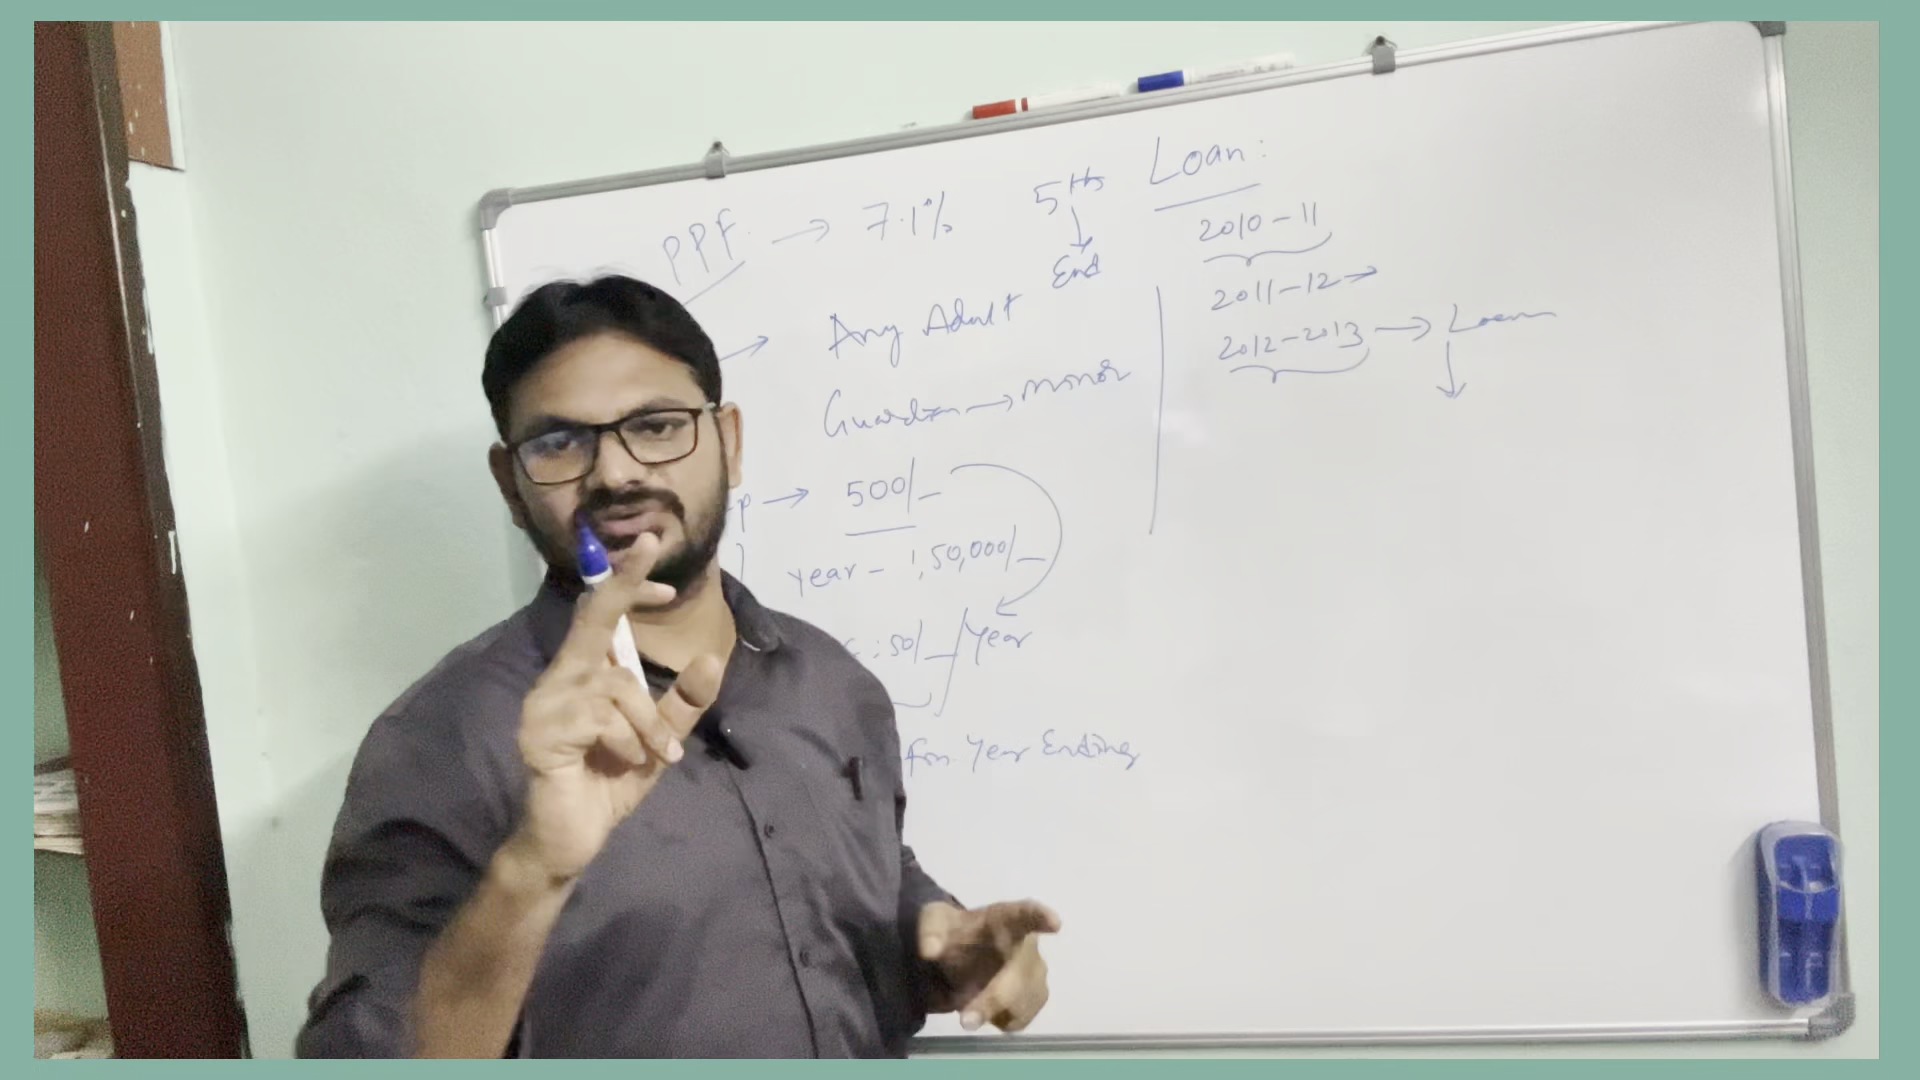 PPF. → 7.1%
5th
↓
End
→ Any Adult
Guardian → minor
p → 500/-
Year - 1,50,000/-
: 50/- / Year
For Year Ending
Loan:
2010-11
2011-12 →
2012-2013 → Loan
↓